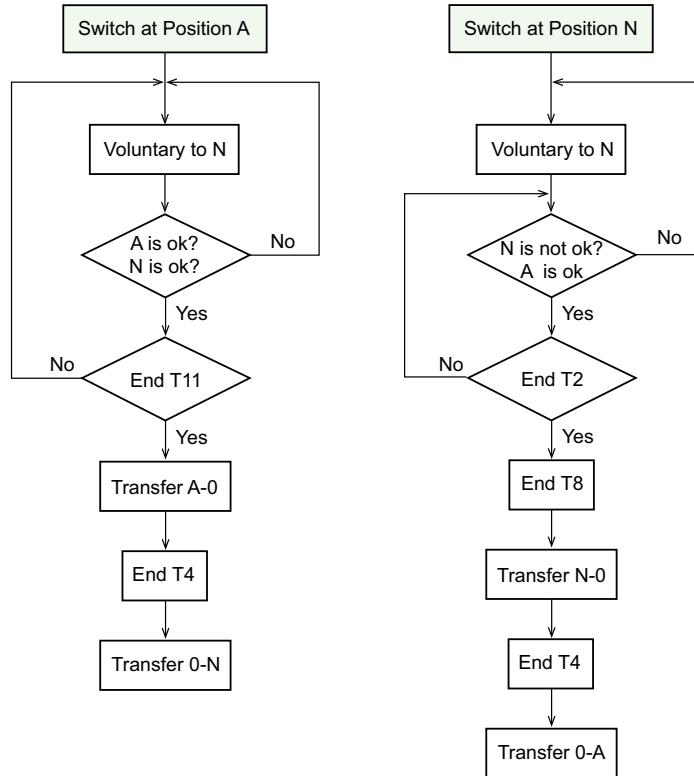 Switch at Position A
Voluntary to N
A is ok?
N is ok?
No
Yes
No
End T11
Yes
Transfer A-0
End T4
Transfer 0-N
Switch at Position N
Voluntary to N
N is not ok?
A is ok
No
Yes
No
End T2
Yes
End T8
Transfer N-0
End T4
Transfer 0-A